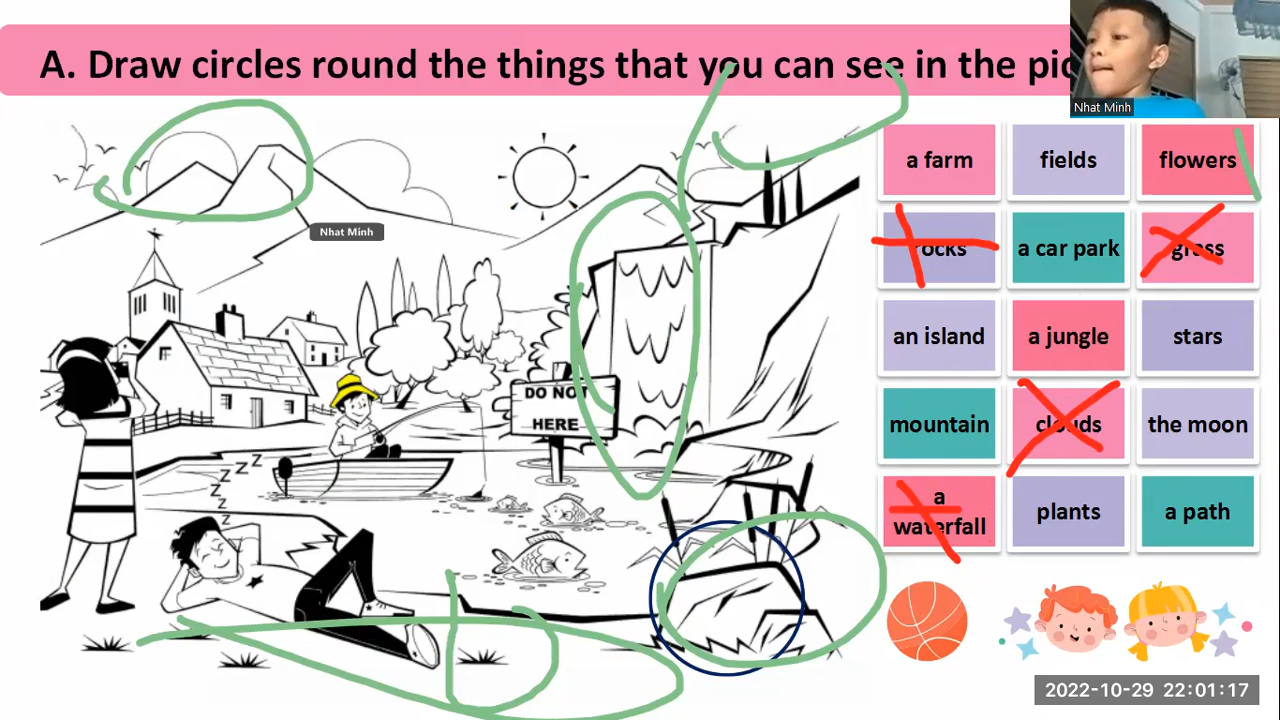 A. Draw circles round the things that you can see in the pic
Nhat Minh
a farm
fields
flowers
rocks
a car park
grass
Nhat Minh
an island
a jungle
stars
DO NOT
HERE
mountain
clouds
the moon
z z z z z z z
a
waterfall
plants
a path
2022-10-29 22:01:17